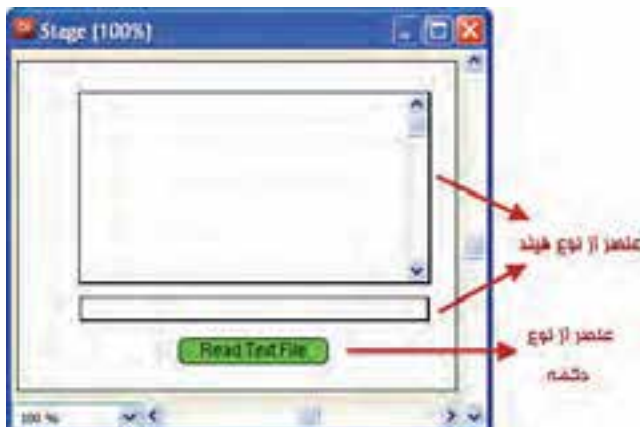 Stage (100%)
عنصر از نوع فیلد
Read Text File
عنصر از نوع
دکمه
100 %